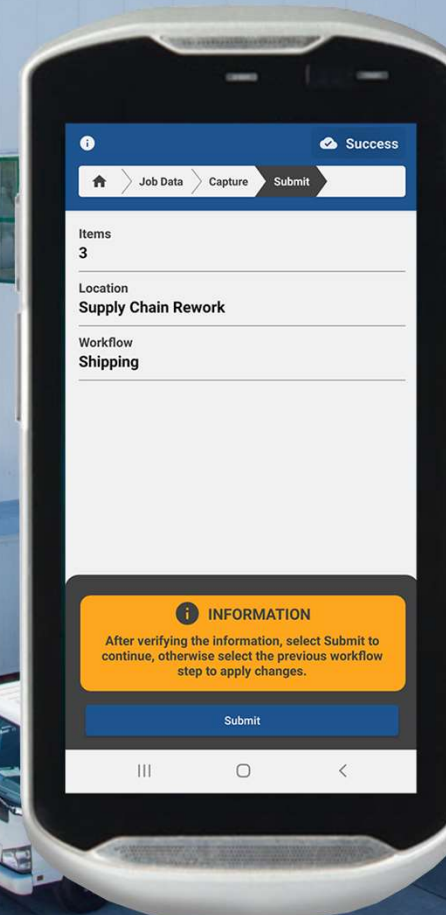 Success
Job Data
Capture
Submit
Items
3
Location
Supply Chain Rework
Workflow
Shipping
INFORMATION
After verifying the information, select Submit to
continue, otherwise select the previous workflow
step to apply changes.
Submit